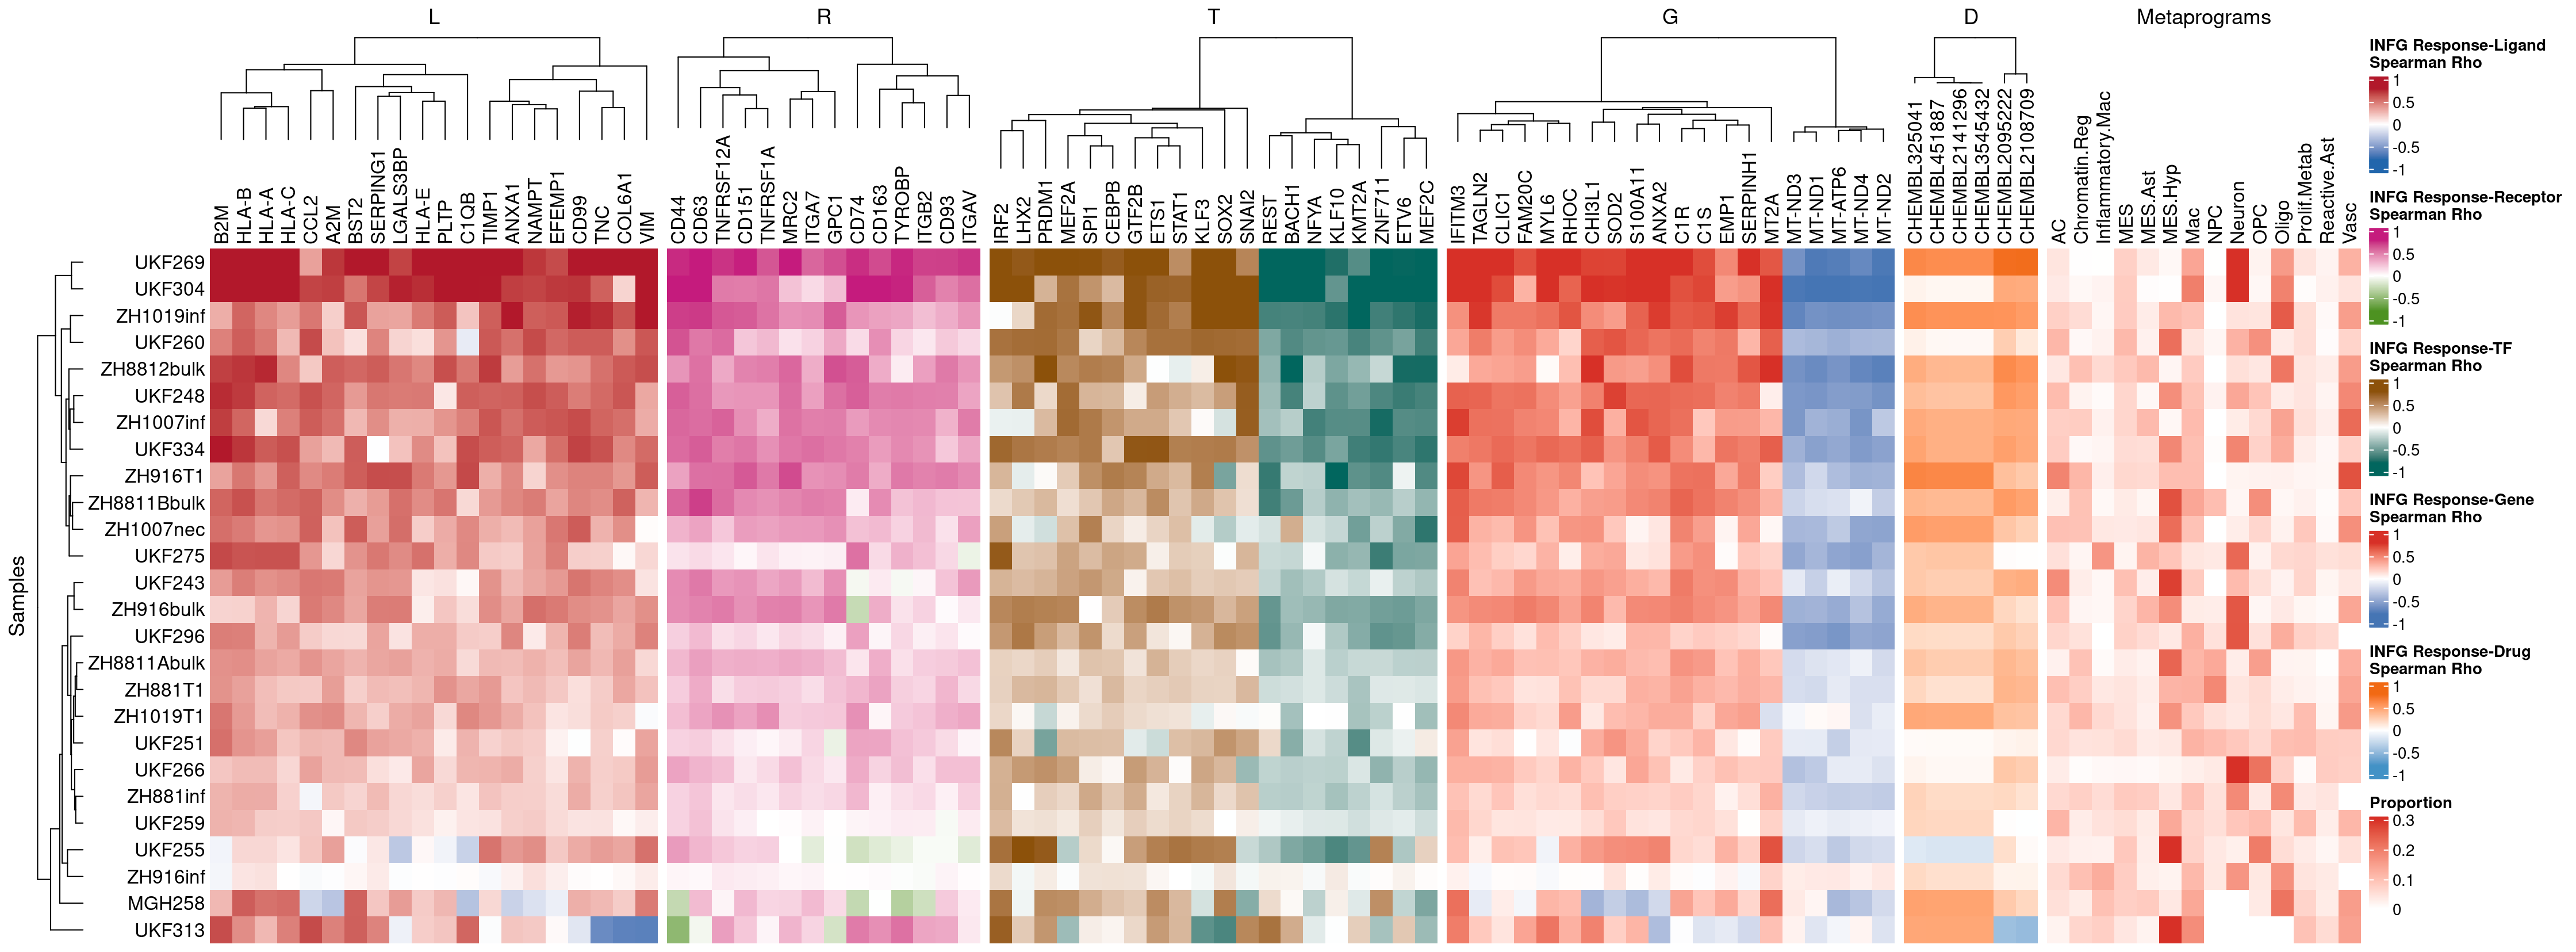 L R T G D Metaprograms
B2M HLA-B HLA-A HLA-C CCL2 A2M BST2 SERPING1 LGALS3BP HLA-E PLTP C1QB TIMP1 ANXA1 NAMPT EFEMP1 CD99 TNC COL6A1 VIM
CD44 CD63 TNFRSF12A CD151 TNFRSF1A MRC2 ITGA7 GPC1 CD74 CD163 TYROBP ITGB2 CD93 ITGAV
IRF2 LHX2 PRDM1 MEF2A SPI1 CEBPB GTF2B ETS1 STAT1 KLF3 SOX2 SNAI2 REST BACH1 NFYA KLF10 KMT2A ZNF711 ETV6 MEF2C
IFITM3 TAGLN2 CLIC1 FAM20C MYL6 RHOC CHI3L1 SOD2 S100A11 ANXA2 C1R C1S EMP1 SERPINH1 MT2A MT-ND3 MT-ND1 MT-ATP6 MT-ND4 MT-ND2
CHEMBL325041 CHEMBL451887 CHEMBL2141296 CHEMBL3545432 CHEMBL2095222 CHEMBL2108709
AC Chromatin.Reg Inflammatory.Mac MES MES.Ast MES.Hyp Mac NPC Neuron OPC Oligo Prolif.Metab Reactive.Ast Vasc
Samples
UKF269
UKF304
ZH1019inf
UKF260
ZH8812bulk
UKF248
ZH1007inf
UKF334
ZH916T1
ZH8811Bbulk
ZH1007nec
UKF275
UKF243
ZH916bulk
UKF296
ZH8811Abulk
ZH881T1
ZH1019T1
UKF251
UKF266
ZH881inf
UKF259
UKF255
ZH916inf
MGH258
UKF313
INFG Response-Ligand
Spearman Rho
1
0.5
0
-0.5
-1
INFG Response-Receptor
Spearman Rho
1
0.5
0
-0.5
-1
INFG Response-TF
Spearman Rho
1
0.5
0
-0.5
-1
INFG Response-Gene
Spearman Rho
1
0.5
0
-0.5
-1
INFG Response-Drug
Spearman Rho
1
0.5
0
-0.5
-1
Proportion
0.3
0.2
0.1
0